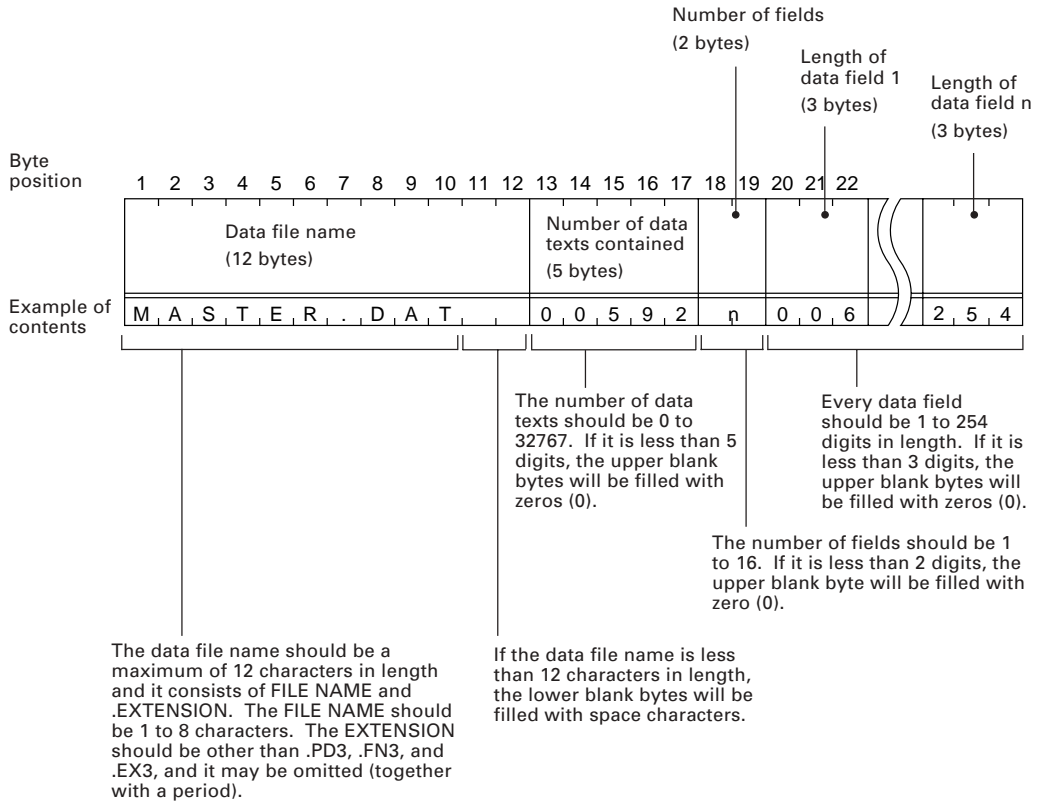 Number of fields
(2 bytes)
Length of
data field 1
(3 bytes)
Length of
data field n
(3 bytes)
Byte
position
1 2 3 4 5 6 7 8 9 10 11 12 13 14 15 16 17 18 19 20 21 22
Data file name
(12 bytes)
Number of data
texts contained
(5 bytes)
Example of
contents
M A S T E R . D A T 0 0 5 9 2 n 0 0 6 2 5 4
The number of data
texts should be 0 to
32767. If it is less than 5
digits, the upper blank
bytes will be filled with
zeros (0).
Every data field
should be 1 to 254
digits in length. If it is
less than 3 digits, the
upper blank bytes will
be filled with zeros (0).
The number of fields should be 1
to 16. If it is less than 2 digits, the
upper blank byte will be filled with
zero (0).
The data file name should be a
maximum of 12 characters in length
and it consists of FILE NAME and
.EXTENSION. The FILE NAME should
be 1 to 8 characters. The EXTENSION
should be other than .PD3, .FN3, and
.EX3, and it may be omitted (together
with a period).
If the data file name is less
than 12 characters in length,
the lower blank bytes will be
filled with space characters.